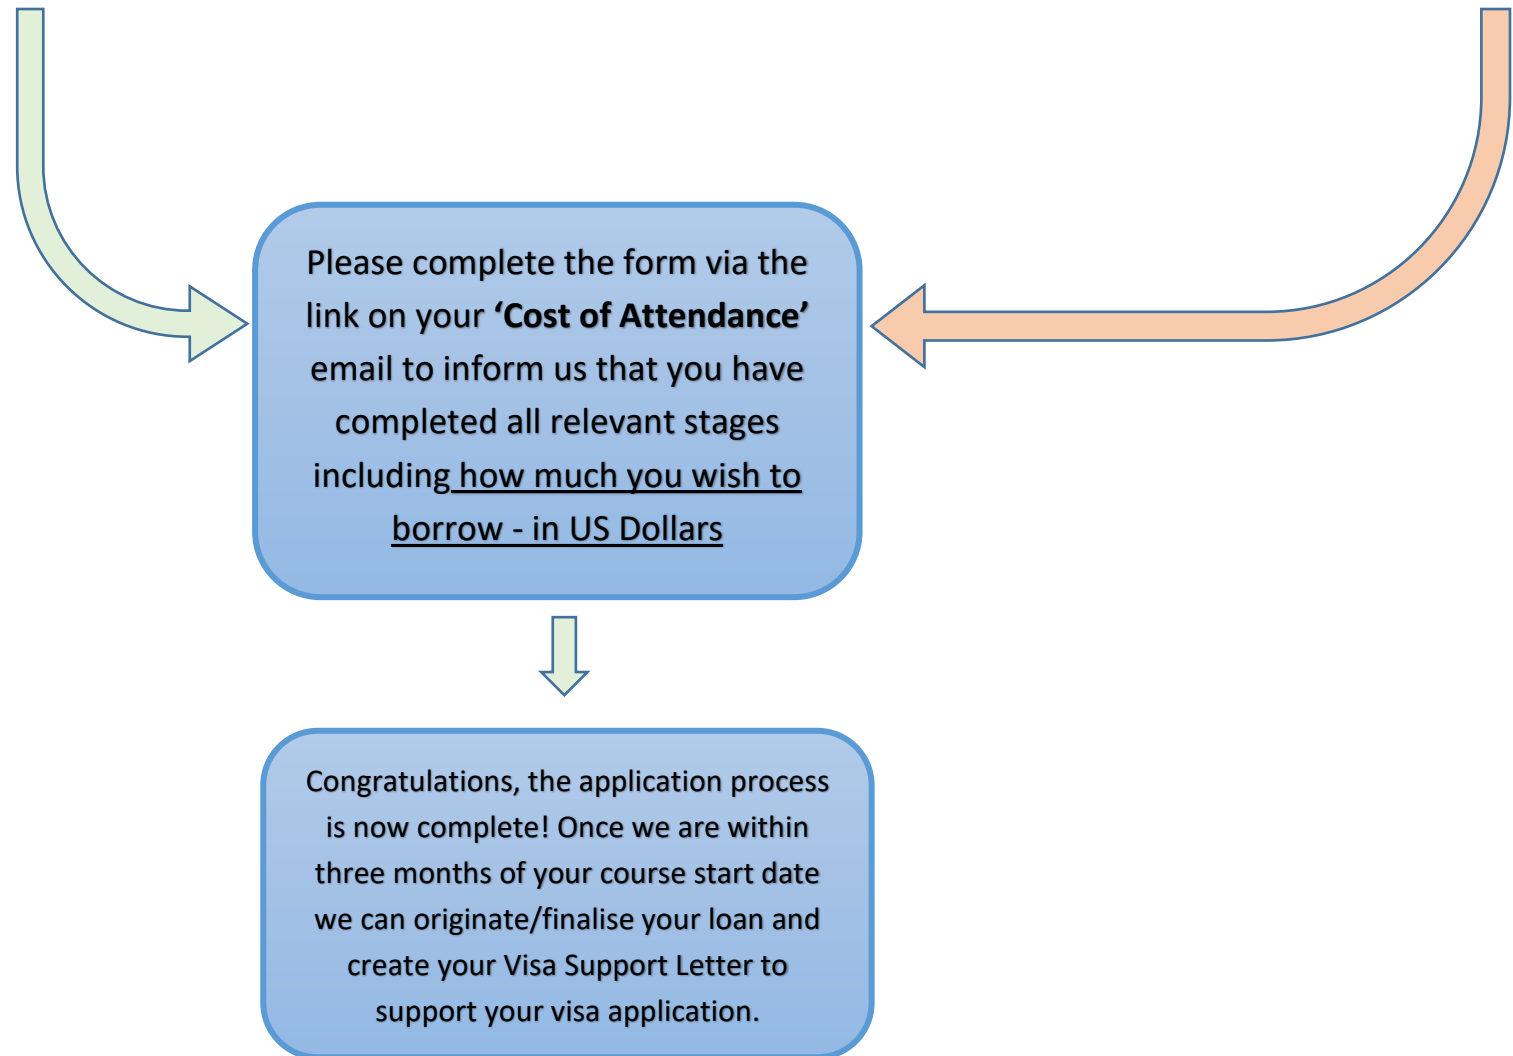 Please complete the form via the
link on your ‘Cost of Attendance’
email to inform us that you have
completed all relevant stages
including how much you wish to
borrow - in US Dollars
Congratulations, the application process
is now complete! Once we are within
three months of your course start date
we can originate/finalise your loan and
create your Visa Support Letter to
support your visa application.